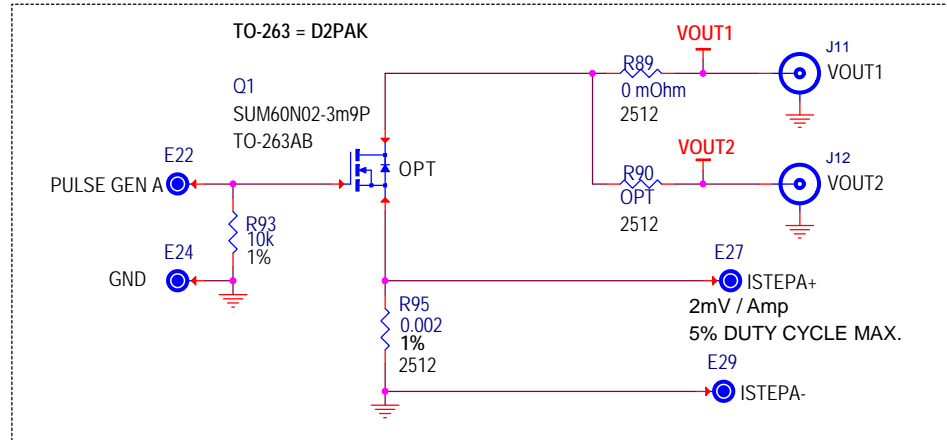 TO-263 = D2PAK
Q1
SUM60N02-3m9P
TO-263AB
OPT
E22
PULSE GEN A
R93
10k
1%
E24
GND
R89
0 mOhm
2512
VOUT1
J11
VOUT1
R90
OPT
2512
VOUT2
J12
VOUT2
E27
ISTEPA+
2mV / Amp
5% DUTY CYCLE MAX.
R95
0.002
1%
2512
E29
ISTEPA-